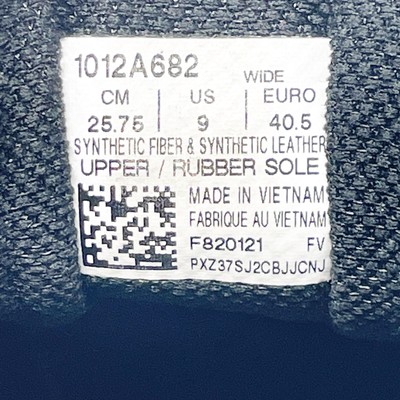 1012A682 WIDE
CM | US | EURO
25.75 | 9 | 40.5
SYNTHETIC FIBER & SYNTHETIC LEATHER
UPPER / RUBBER SOLE
MADE IN VIETNAM
FABRIQUE AU VIETNAM
F820121 FV
PXZ37SJ2CBJJCNJ